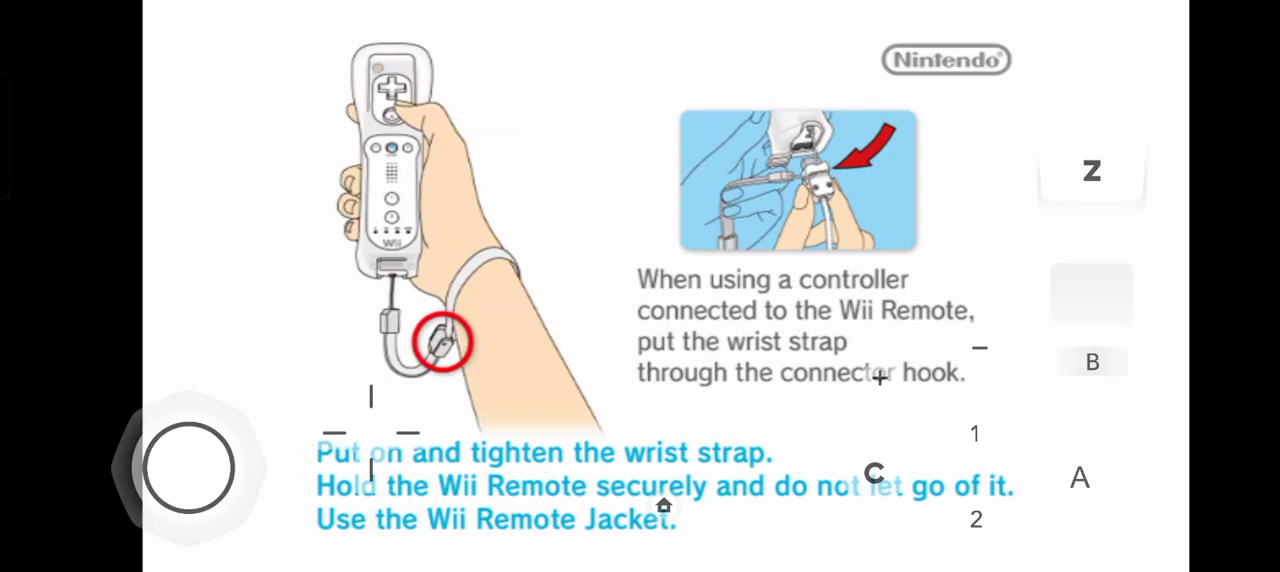 Nintendo®
Wii
When using a controller
connected to the Wii Remote,
put the wrist strap
through the connector hook.
Put on and tighten the wrist strap.
Hold the Wii Remote securely and do not let go of it.
Use the Wii Remote Jacket.
Z
−
B
+
1
C
A
2